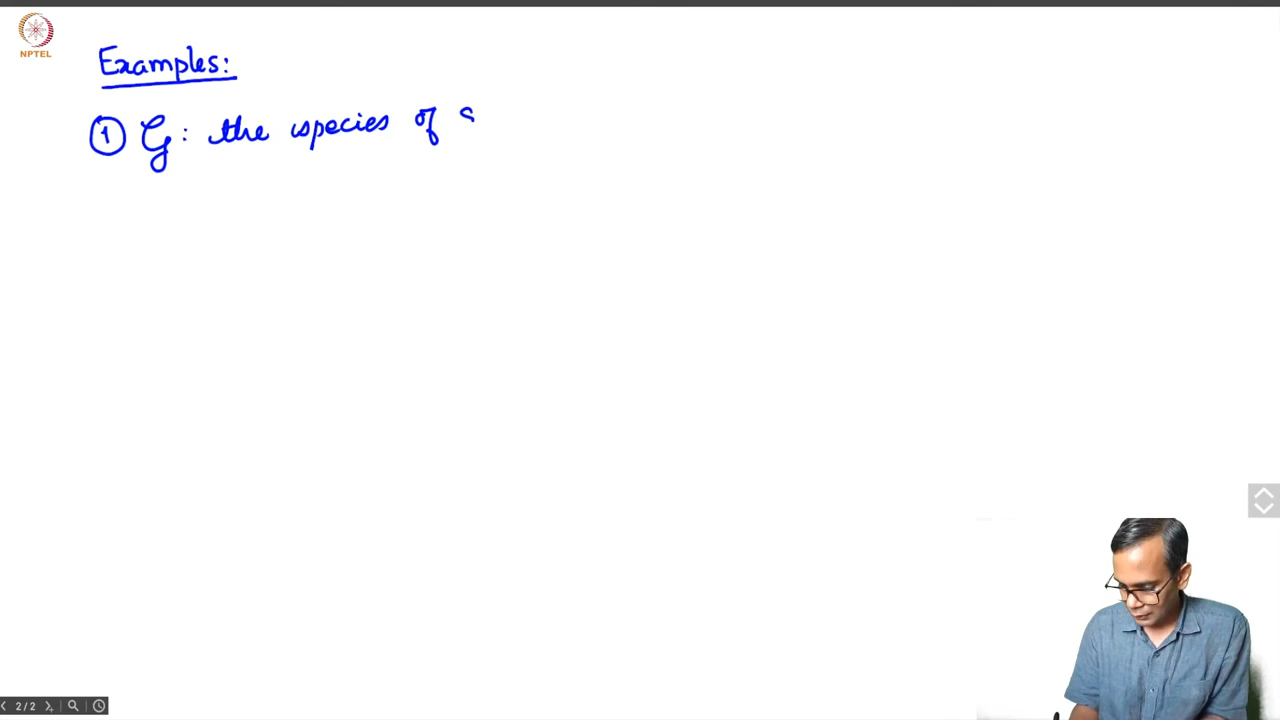 NPTEL
Examples:
① G: the species of
2/2